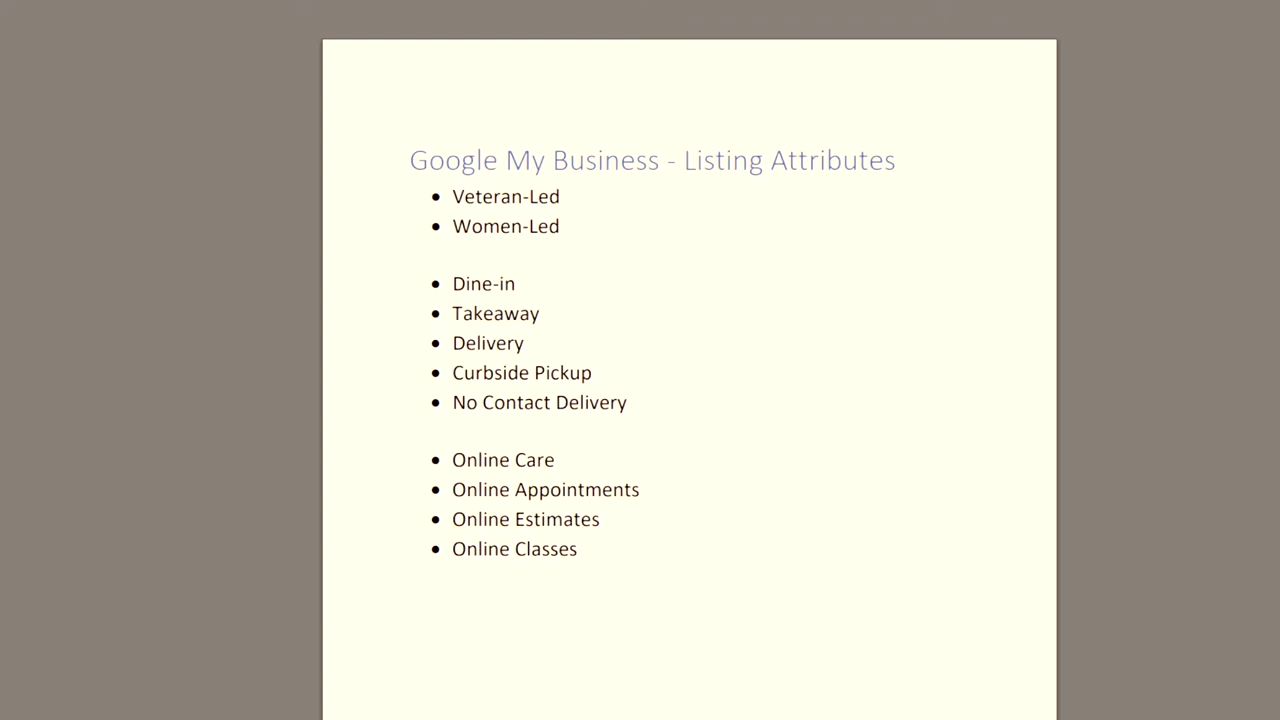 Google My Business - Listing Attributes
• Veteran-Led
• Women-Led
• Dine-in
• Takeaway
• Delivery
• Curbside Pickup
• No Contact Delivery
• Online Care
• Online Appointments
• Online Estimates
• Online Classes